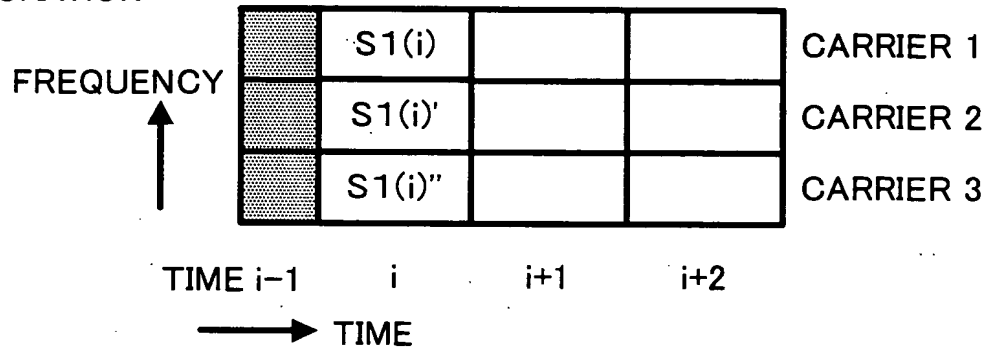 S1(i) CARRIER 1
FREQUENCY
S1(i)' CARRIER 2
S1(i)" CARRIER 3
TIME i-1 i i+1 i+2
TIME